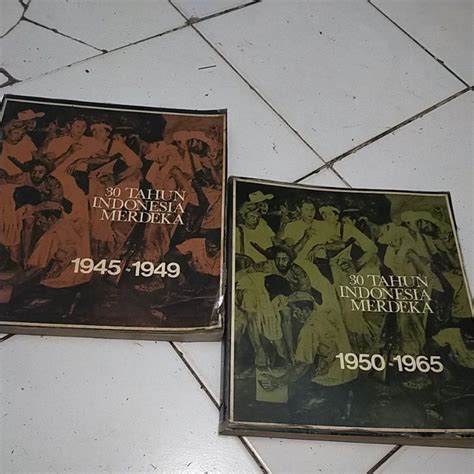 30 TAHUN
INDONESIA
MERDEKA
1945-1949
30 TAHUN
INDONESIA
MERDEKA
1950-1965